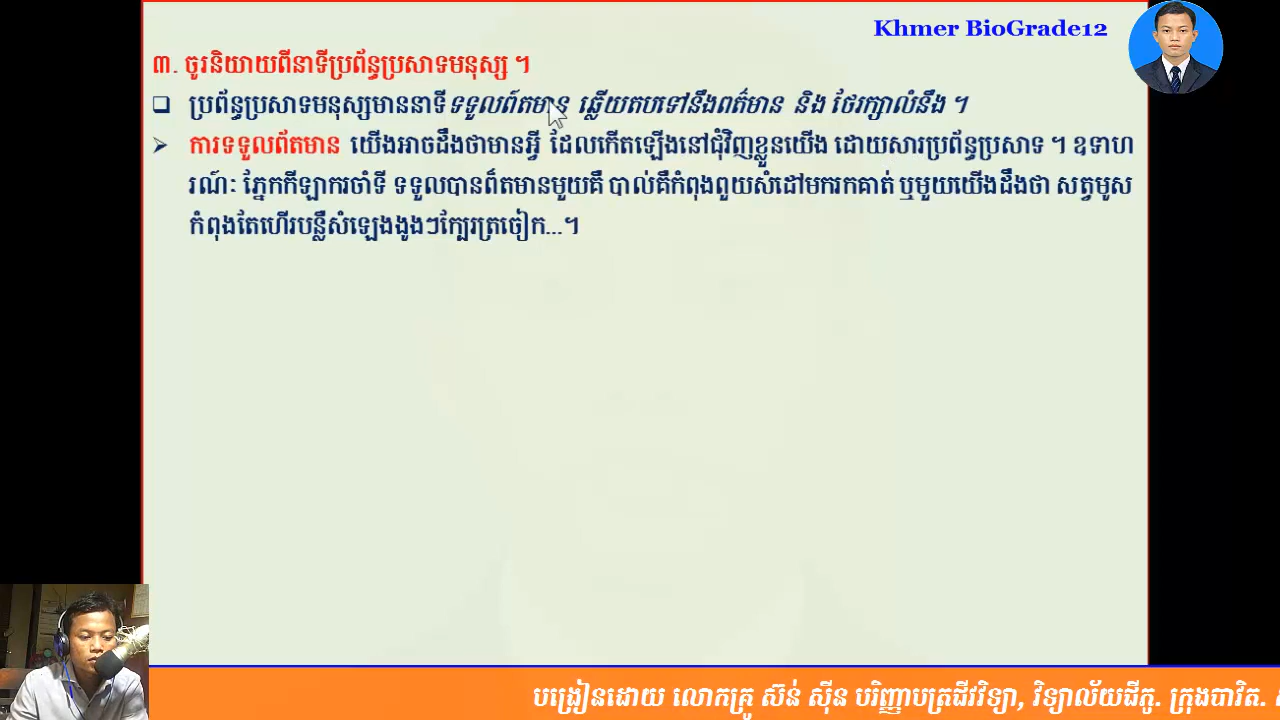 Khmer BioGrade12
៣. ចូរនិយាយពីនាទីប្រព័ន្ធប្រសាទមនុស្ស ។
ប្រព័ន្ធប្រសាទមនុស្សមាននាទីទទួលព័ត៌មាន ឆ្លើយតបទៅនឹងពត៌មាន និង ថែរក្សាលំនឹង ។
ការទទួលព័តមាន យើងអាចដឹងថាមានអ្វី ដែលកើតឡើងនៅជុំវិញខ្លួនយើង ដោយសារប្រព័ន្ធប្រសាទ ។ ឧទាហ
រណ៍ៈ ភ្នែកកីឡាករចាំទី ទទួលបានព័តមានមួយគឺ បាល់គឺកំពុងពួយសំដៅមករកគាត់ ឬមួយយើងដឹងថា សត្វមូស
កំពុងតែហើរបន្លឺសំឡេងងូងៗក្បែរត្រចៀក...។
បង្រៀនដោយ លោកគ្រូ ស៊ន់ ស៊ីន បរិញ្ញាបត្រជីវវិទ្យា, វិទ្យាល័យជីភូ. ក្រុងបាវិត.